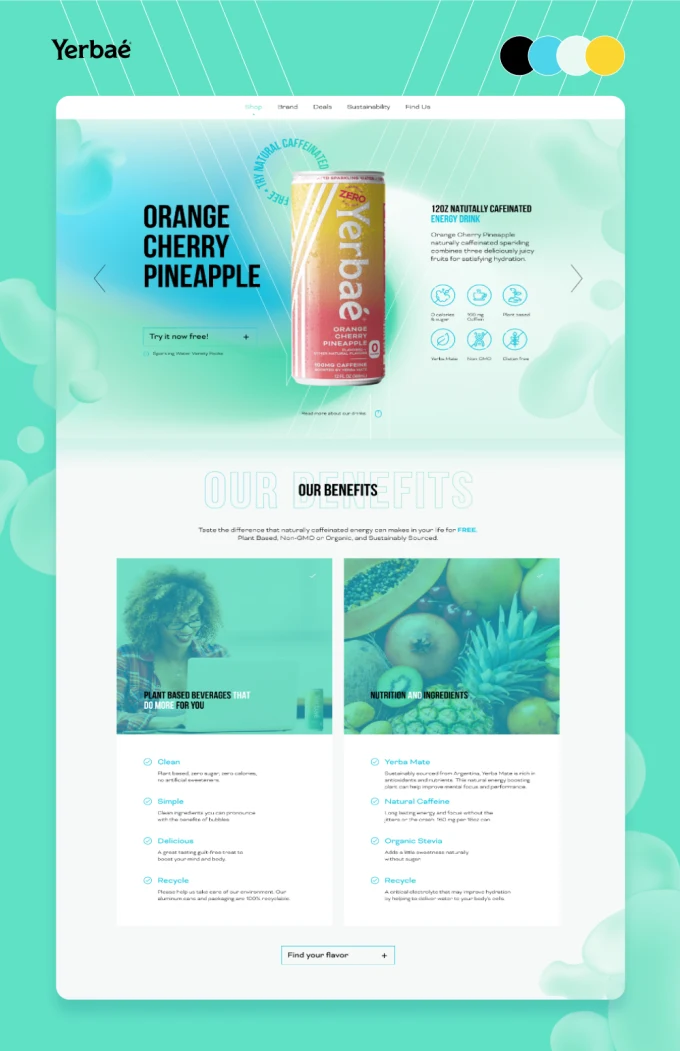 Yerbaé
Shop Brand Deals Sustainability Find Us
FREE • TRY NATURAL CAFFEINATED
ORANGE
CHERRY
PINEAPPLE
Try it now free! +
Sparkling Water Variety Packs
ZERO
Yerbaé
ORANGE
CHERRY
PINEAPPLE
0
160MG CAFFEINE
12OZ NATUTALLY CAFEINATED
ENERGY DRINK
Orange Cherry Pineapple
naturally caffeinated sparkling
combines three deliciously juicy
fruits for satisfying hydration.
0 calories
& sugar
Plant based
Yerba Mate
Non GMO
Gluten Free
Read more about our drinks
OUR BENEFITS
OUR BENEFITS
Taste the difference that naturally caffeinated energy can makes in your life for FREE.
Plant Based, Non-GMO or Organic, and Sustainably Sourced.
PLANT BASED BEVERAGES THAT
DO MORE FOR YOU
Clean
Plant based, zero sugar, zero calories,
no artificial sweeteners.
Simple
Clean ingredients you can pronounce
with the benefits of bubbles
Delicious
A great tasting guilt-free treat to
boost your mind and body.
Recycle
Please help us take care of our environment. Our
aluminum cans and packaging are 100% recyclable.
NUTRITION AND INGREDIENTS
Yerba Mate
Sustainably sourced from Argentina, Yerba Mate is rich in
antioxidants and nutrients. This natural energy boosting
plant can help improve mental focus and performance.
Natural Caffeine
Long lasting energy and focus without the
jitters or the crash. 160 mg per 16oz can
Organic Stevia
Adds a little sweetness naturally
without sugar
Recycle
A critical electrolyte that may improve hydration
by helping to deliver water to your body's cells.
Find your flavor +